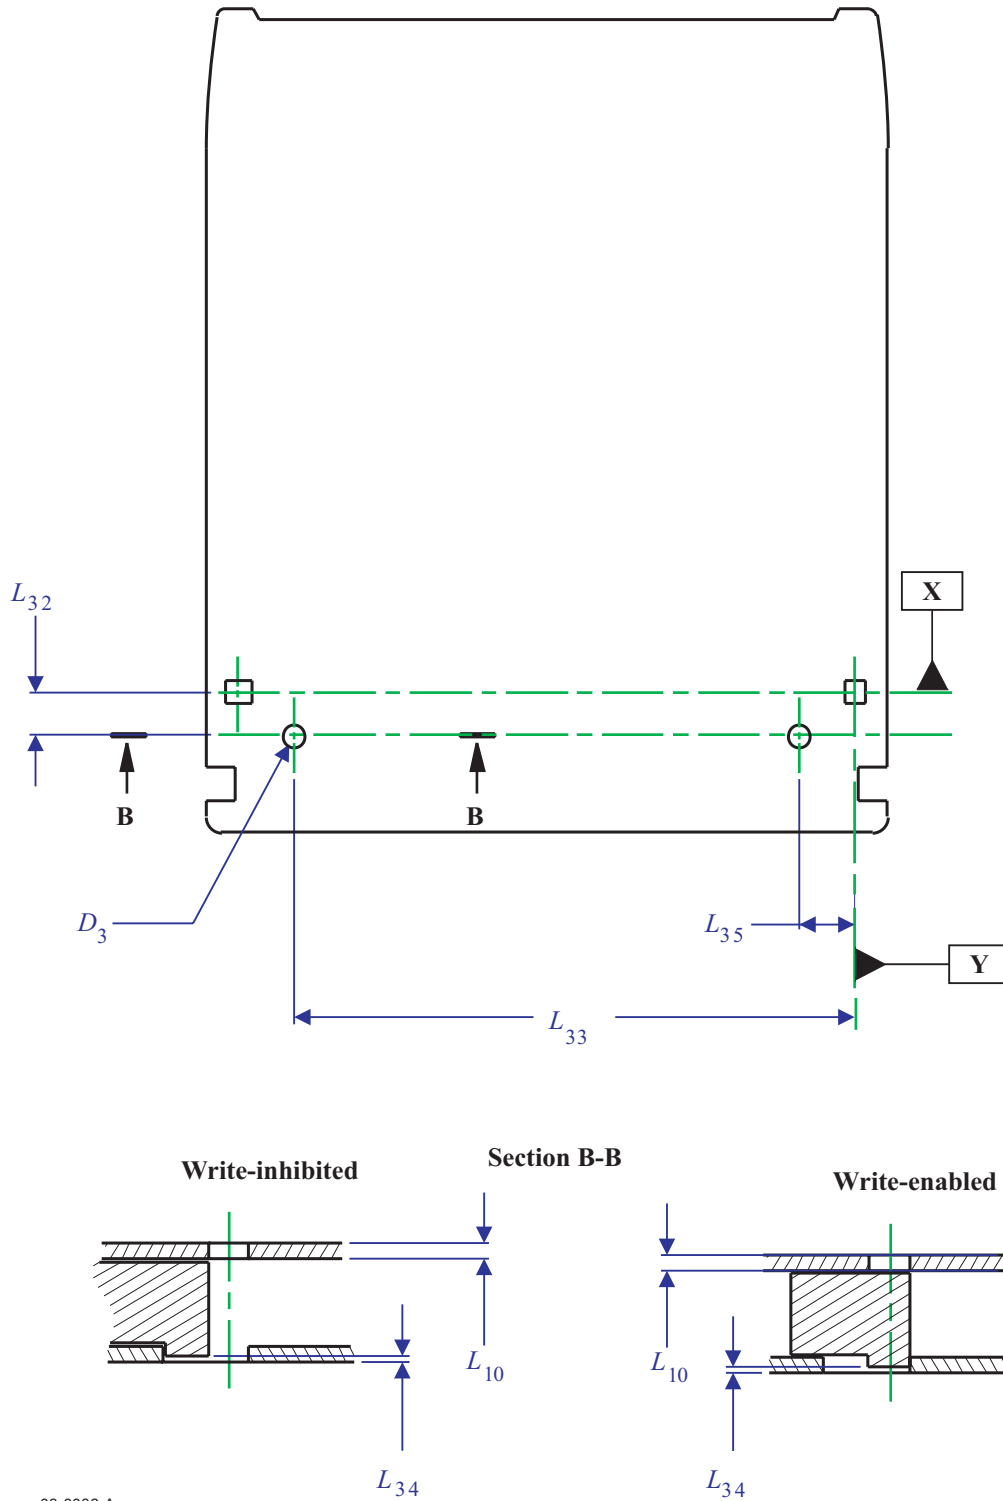 X
L32
B
B
D3
L35
Y
L33
Section B-B
Write-inhibited
Write-enabled
L10
L10
L34
L34